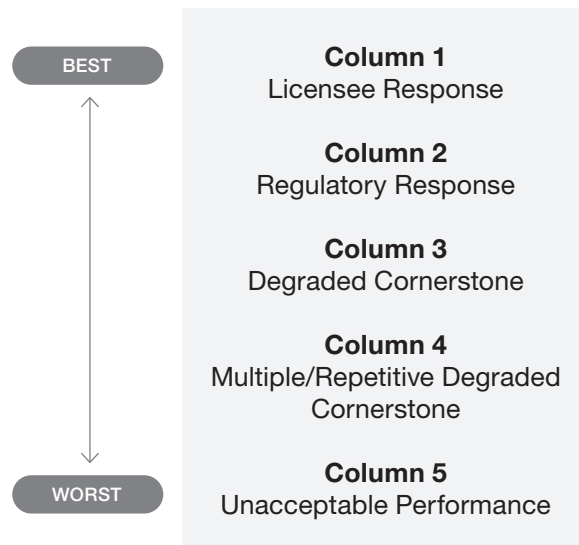 BEST
Column 1
Licensee Response
Column 2
Regulatory Response
Column 3
Degraded Cornerstone
Column 4
Multiple/Repetitive Degraded
Cornerstone
WORST
Column 5
Unacceptable Performance